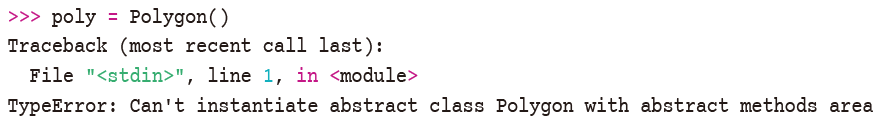 >>> poly = Polygon()
Traceback (most recent call last):
  File "<stdin>", line 1, in <module>
TypeError: Can't instantiate abstract class Polygon with abstract methods area